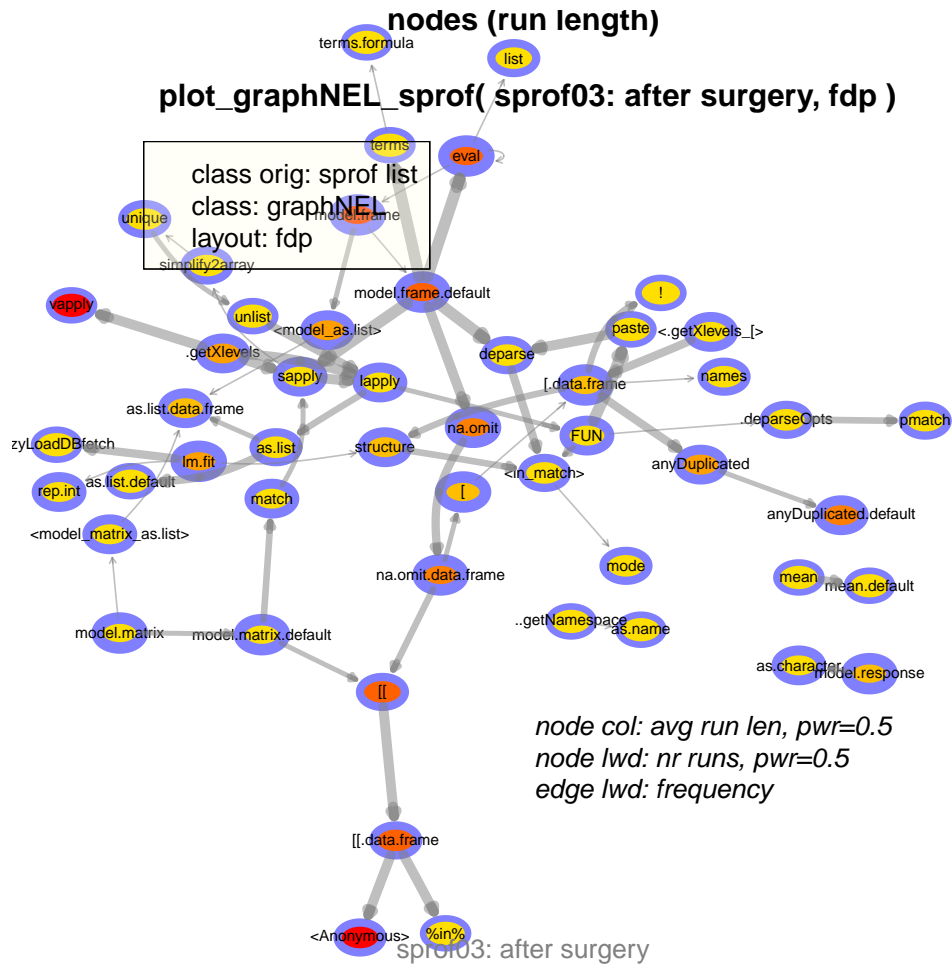 nodes (run length)
terms.formula
list
plot_graphNEL_sprof( sprof03: after surgery, fdp )
terms
eval
class orig: sprof list
class: graphNEL
layout: fdp
model.frame
unique
simplify2array
model.frame.default
vapply
unlist
<model_as.list>
!
paste
<.getXlevels_[>
.getXlevels
deparse
sapply
lapply
[.data.frame
names
as.list.data.frame
na.omit
.deparseOpts
pmatch
zyLoadDBfetch
lm.fit
as.list
structure
FUN
anyDuplicated
rep.int
as.list.default
match
[
<in_match>
anyDuplicated.default
<model_matrix_as.list>
na.omit.data.frame
mode
mean
mean.default
model.matrix
model.matrix.default
..getNamespace
as.name
as.character
model.response
[[
node col: avg run len, pwr=0.5
node lwd: nr runs, pwr=0.5
edge lwd: frequency
[[.data.frame
<Anonymous>
%in%
sprof03: after surgery